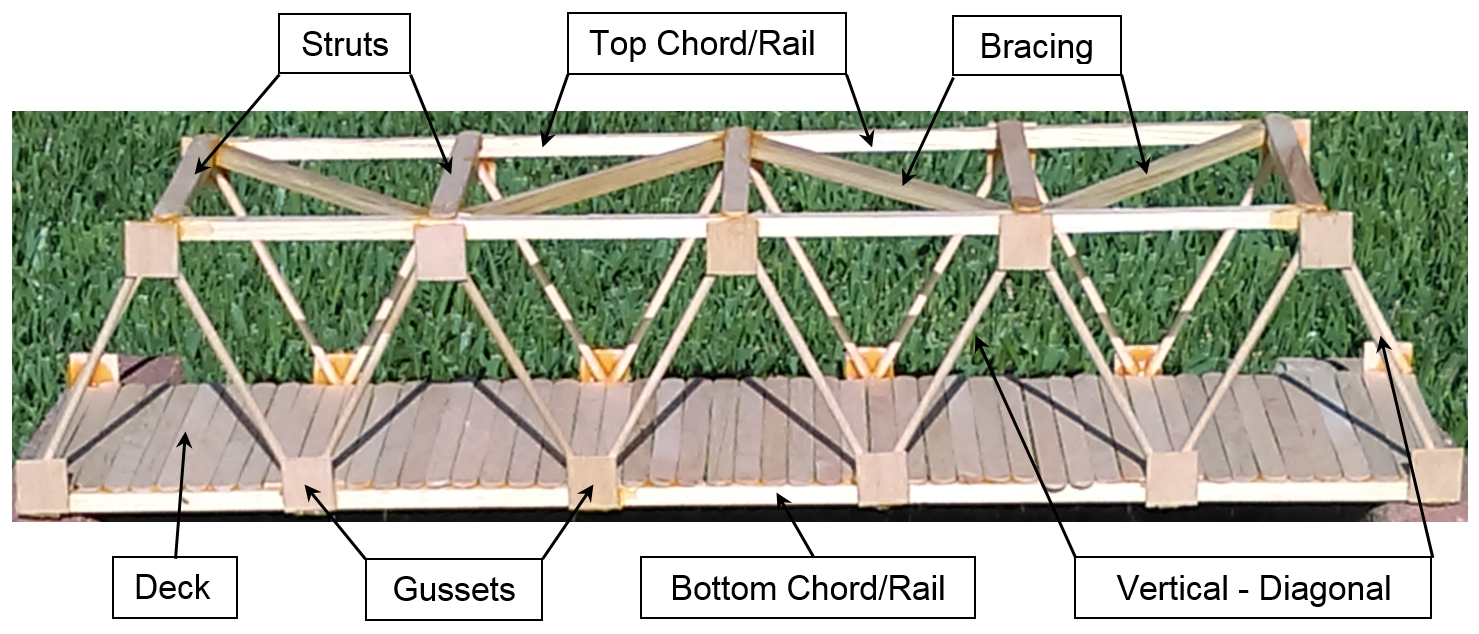 Struts
Top Chord/Rail
Bracing
Deck
Gussets
Bottom Chord/Rail
Vertical - Diagonal